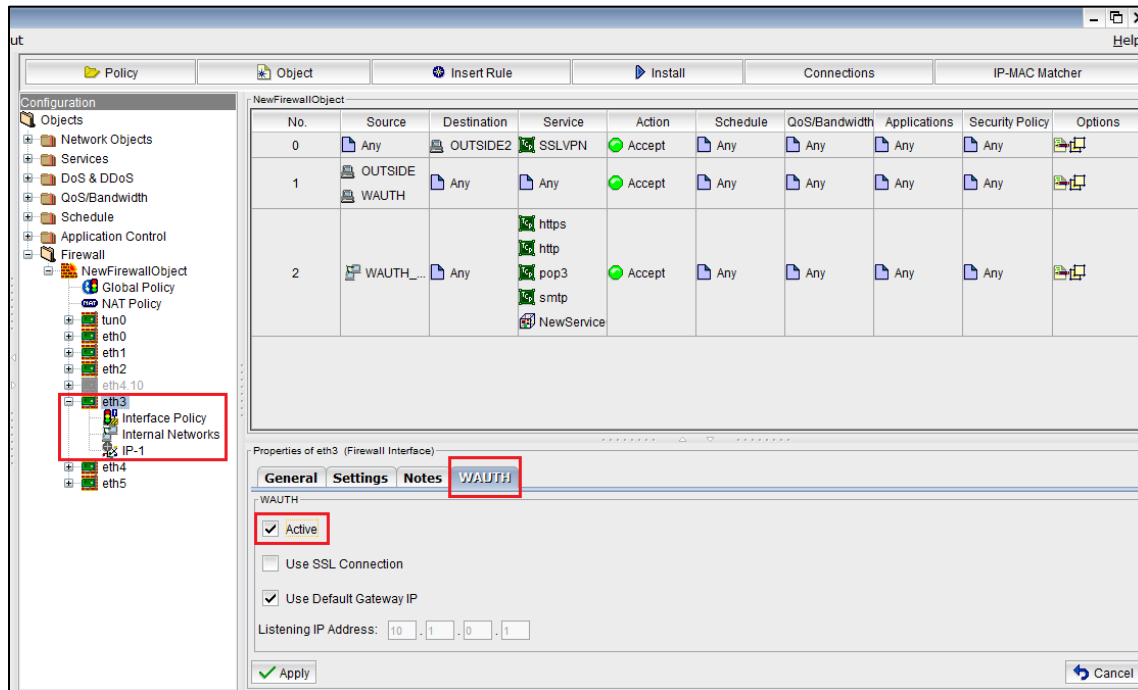 ut
Help
Policy Object Insert Rule Install Connections IP-MAC Matcher
Configuration
Objects
Network Objects
Services
DoS & DDoS
QoS/Bandwidth
Schedule
Application Control
Firewall
NewFirewallObject
Global Policy
NAT NAT Policy
tun0
eth0
eth1
eth2
eth4.10
eth3
Interface Policy
Internal Networks
IP-1
eth4
eth5
NewFirewallObject
No. Source Destination Service Action Schedule QoS/Bandwidth Applications Security Policy Options
0 Any OUTSIDE2 SSLVPN Accept Any Any Any Any
1 OUTSIDE WAUTH Any Any Accept Any Any Any Any
2 WAUTH_... Any https http pop3 smtp NewService Accept Any Any Any Any
Properties of eth3 (Firewall Interface)
General Settings Notes WAUTH
WAUTH
Active
Use SSL Connection
Use Default Gateway IP
Listening IP Address: 10 . 1 . 0 . 1
Apply Cancel